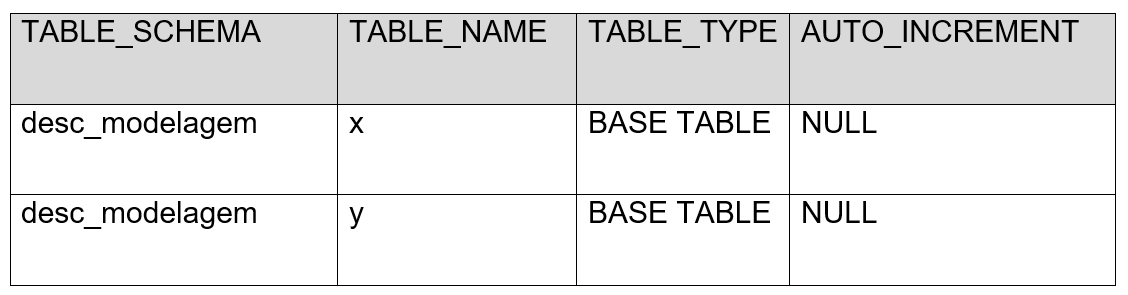 TABLE_SCHEMA TABLE_NAME TABLE_TYPE AUTO_INCREMENT
desc_modelagem x BASE TABLE NULL
desc_modelagem y BASE TABLE NULL